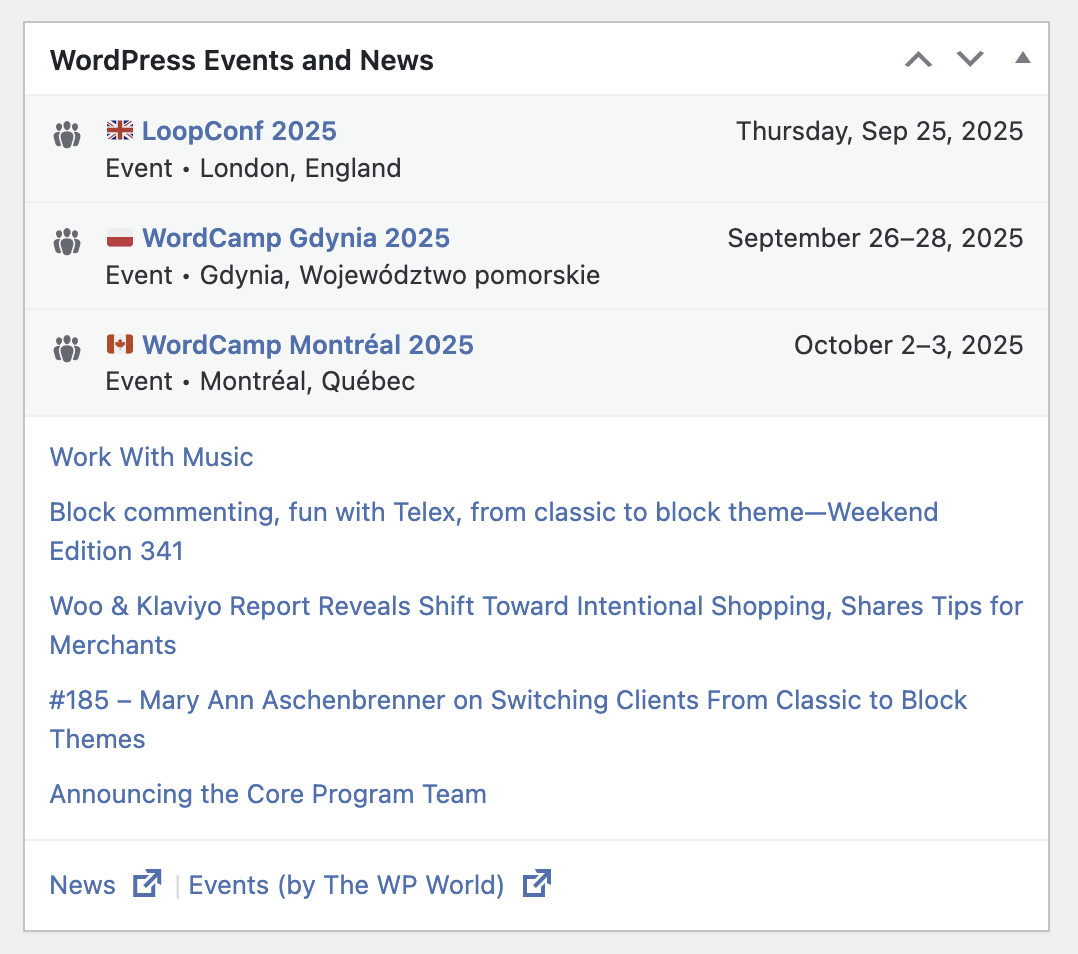 WordPress Events and News
LoopConf 2025
Thursday, Sep 25, 2025
Event • London, England
WordCamp Gdynia 2025
September 26–28, 2025
Event • Gdynia, Województwo pomorskie
WordCamp Montréal 2025
October 2–3, 2025
Event • Montréal, Québec
Work With Music
Block commenting, fun with Telex, from classic to block theme—Weekend
Edition 341
Woo & Klaviyo Report Reveals Shift Toward Intentional Shopping, Shares Tips for
Merchants
#185 – Mary Ann Aschenbrenner on Switching Clients From Classic to Block
Themes
Announcing the Core Program Team
News | Events (by The WP World)